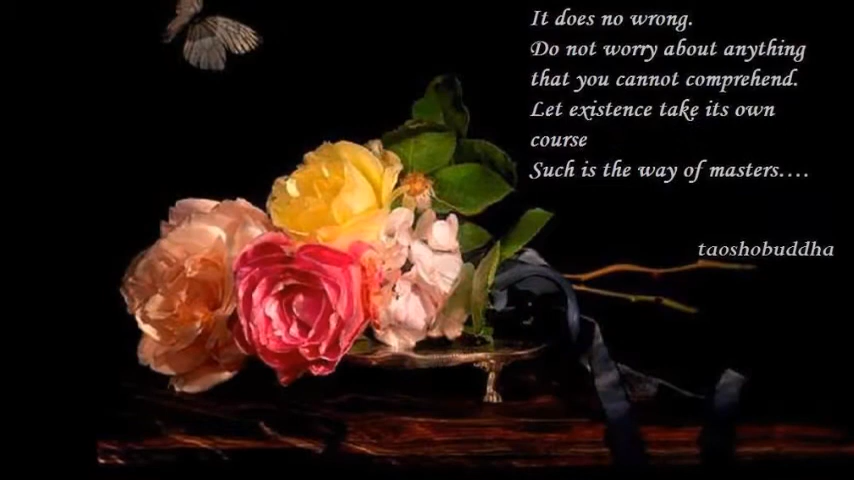 It does no wrong.
Do not worry about anything
that you cannot comprehend.
Let existence take its own
course
Such is the way of masters....
taoshobuddha